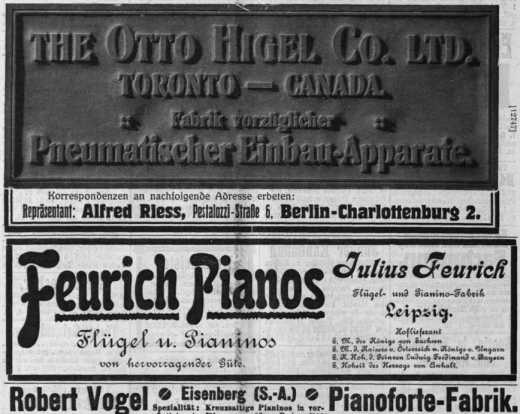 THE OTTO HIGEL CO. LTD.
TORONTO — CANADA.
:: Fabrik vorzüglicher ::
Pneumatischer Einbau-Apparate.
[12747]
Korrespondenzen an nachfolgende Adresse erbeten:
Repräsentant: Alfred Riess, Pestalozzi-Straße 5, Berlin-Charlottenburg 2.
Feurich Pianos
Flügel u. Pianinos
von hervorragender Güte.
Julius Feurich
Flügel- und Pianino-Fabrik
Leipzig.
Hoflieferant
S. M. des Königs von Sachsen
S. M. d. Kaisers v. Österreich u. Königs v. Ungarn
S. K. Hoh. d. Prinzen Ludwig Ferdinand v. Bayern
S. Hoheit des Herzogs von Anhalt.
Robert Vogel Eisenberg (S.-A.) Pianoforte-Fabrik.
Spezialität: Kreuzsaitige Pianinos in vor-